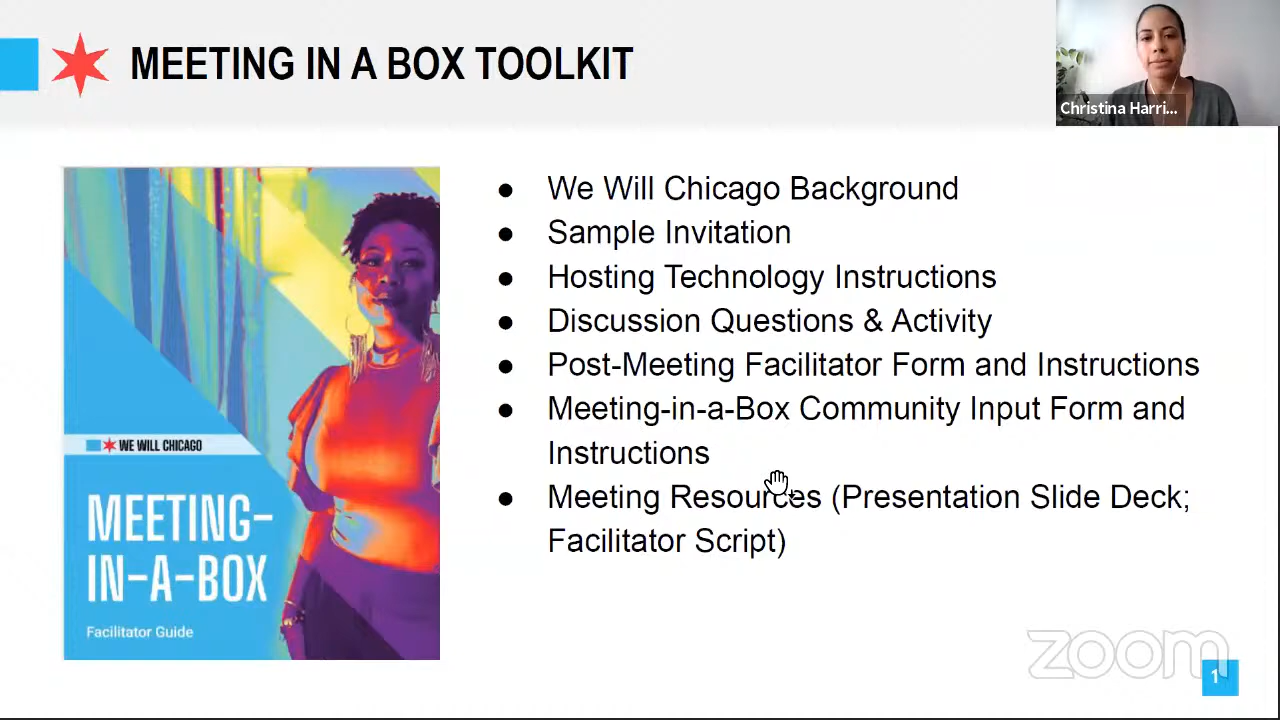 MEETING IN A BOX TOOLKIT
Christina Harri...
● We Will Chicago Background
● Sample Invitation
● Hosting Technology Instructions
● Discussion Questions & Activity
● Post-Meeting Facilitator Form and Instructions
● Meeting-in-a-Box Community Input Form and
Instructions
● Meeting Resources (Presentation Slide Deck;
Facilitator Script)
WE WILL CHICAGO
MEETING-
IN-A-BOX
Facilitator Guide
zoom
1